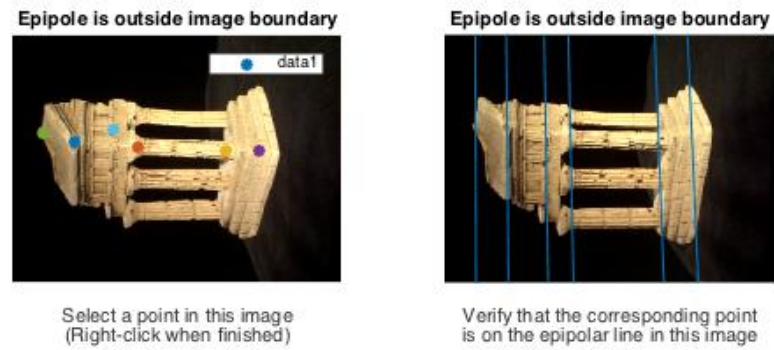 Epipole is outside image boundary
data1
Select a point in this image
(Right-click when finished)
Epipole is outside image boundary
Verify that the corresponding point
is on the epipolar line in this image